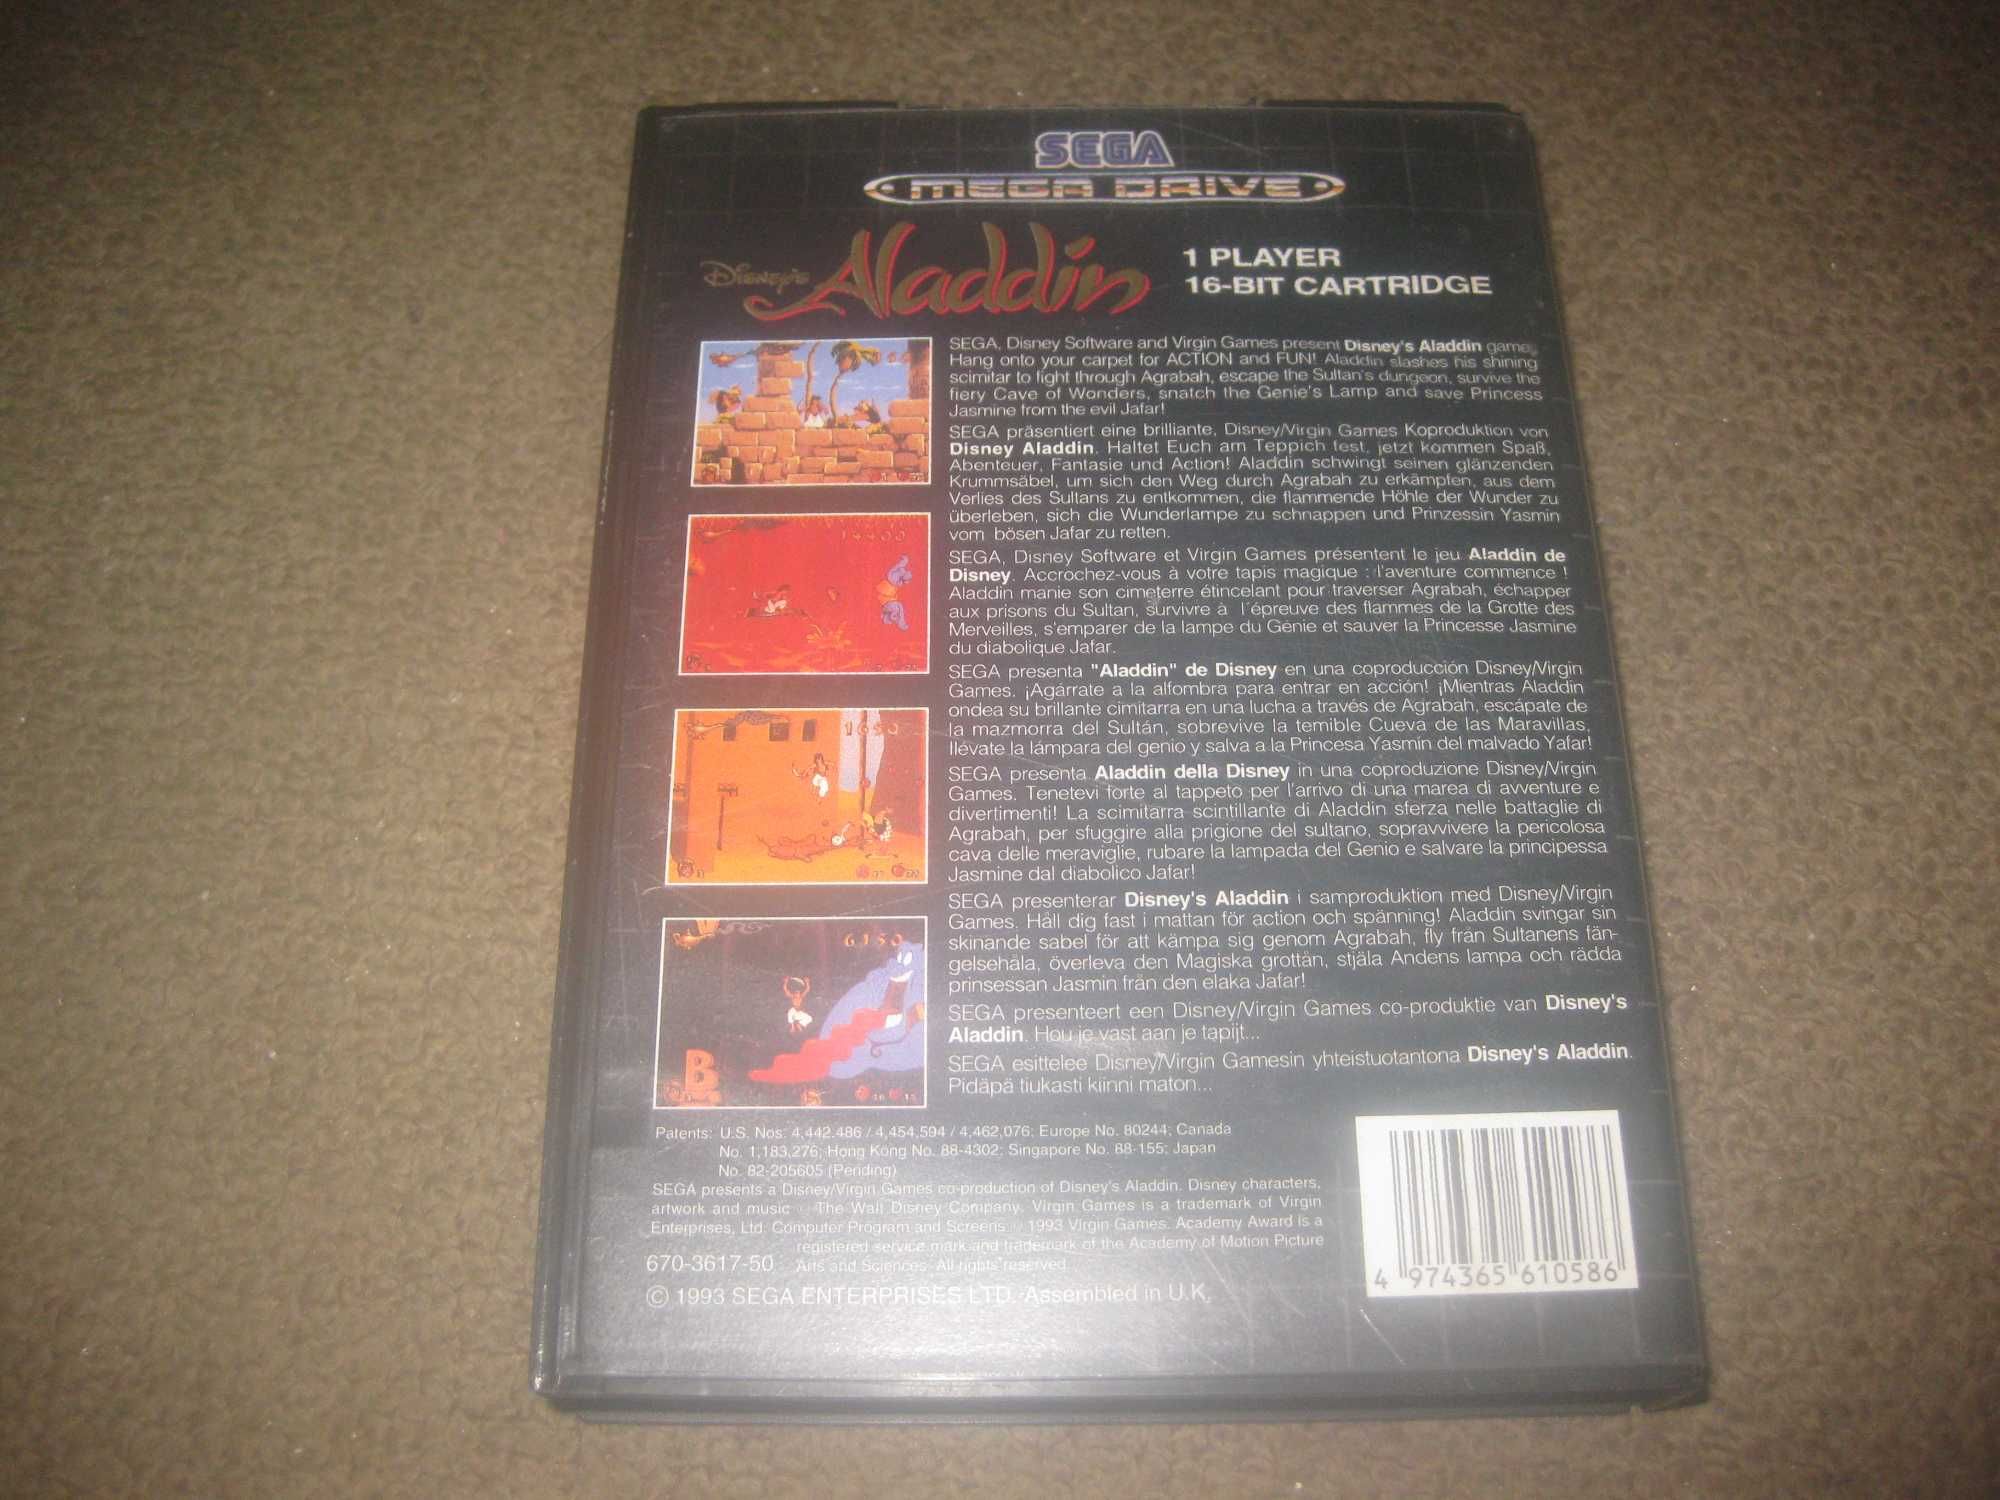 SEGA
MEGA DRIVE
Disney's Aladdin
1 PLAYER
16-BIT CARTRIDGE
SEGA, Disney Software and Virgin Games present Disney's Aladdin game.
Hang onto your carpet for ACTION and FUN! Aladdin slashes his shining
scimitar to fight through Agrabah, escape the Sultan's dungeon, survive the
fiery Cave of Wonders, snatch the Genie's Lamp and save Princess
Jasmine from the evil Jafar!
SEGA präsentiert eine brilliante, Disney/Virgin Games Koproduktion von
Disney Aladdin. Haltet Euch am Teppich fest, jetzt kommen Spaß,
Abenteuer, Fantasie und Action! Aladdin schwingt seinen glänzenden
Krummsäbel, um sich den Weg durch Agrabah zu erkämpfen, aus dem
Verlies des Sultans zu entkommen, die flammende Höhle der Wunder zu
überleben, sich die Wunderlampe zu schnappen und Prinzessin Yasmin
vom bösen Jafar zu retten.
SEGA, Disney Software et Virgin Games présentent le jeu Aladdin de
Disney. Accrochez-vous à votre tapis magique : l'aventure commence !
Aladdin manie son cimeterre étincelant pour traverser Agrabah, échapper
aux prisons du Sultan, survivre à l'épreuve des flammes de la Grotte des
Merveilles, s'emparer de la lampe du Génie et sauver la Princesse Jasmine
du diabolique Jafar.
SEGA presenta "Aladdin" de Disney en una coproducción Disney/Virgin
Games. ¡Agárrate a la alfombra para entrar en acción! ¡Mientras Aladdin
ondea su brillante cimitarra en una lucha a través de Agrabah, escápate de
la mazmorra del Sultán, sobrevive la temible Cueva de las Maravillas,
llévate la lámpara del genio y salva a la Princesa Yasmin del malvado Yafar!
SEGA presenta Aladdin della Disney in una coproduzione Disney/Virgin
Games. Tenetevi forte al tappeto per l'arrivo di una marea di avventure e
divertimenti! La scimitarra scintillante di Aladdin sferza nelle battaglie di
Agrabah, per sfuggire alla prigione del sultano, sopravvivere la pericolosa
cava delle meraviglie, rubare la lampada del Genio e salvare la principessa
Jasmine dal diabolico Jafar!
SEGA presenterar Disney's Aladdin i samproduktion med Disney/Virgin
Games. Håll dig fast i mattan för action och spänning! Aladdin svingar sin
skinande sabel för att kämpa sig genom Agrabah, fly från Sultanens fän-
gelsehåla, överleva den Magiska grottan, stjäla Andens lampa och rädda
prinsessan Jasmin från den elaka Jafar!
SEGA presenteert een Disney/Virgin Games co-produktie van Disney's
Aladdin. Hou je vast aan je tapijt...
SEGA esittelee Disney/Virgin Gamesin yhteistuotantona Disney's Aladdin.
Pidäpä tiukasti kiinni maton...
14400
1650
6150
B
Patents: U.S. Nos. 4,442,486 / 4,454,594 / 4,462,076; Europe No. 80244; Canada
No. 1,183,276; Hong Kong No. 88-4302; Singapore No. 88-155; Japan
No. 82-205605 (Pending)
SEGA presents a Disney/Virgin Games co-production of Disney's Aladdin. Disney characters,
artwork and music © The Walt Disney Company. Virgin Games is a trademark of Virgin
Enterprises, Ltd. Computer Program and Screens © 1993 Virgin Games. Academy Award is a
registered service mark and trademark of the Academy of Motion Picture
Arts and Sciences. All rights reserved.
670-3617-50
© 1993 SEGA ENTERPRISES LTD. Assembled in U.K.
4 974365 610586